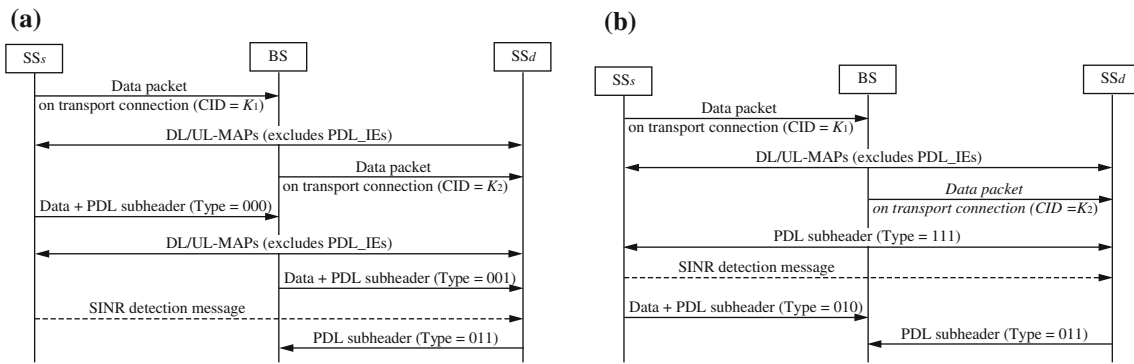 (a)
SSs
BS
SSd
Data packet
on transport connection (CID = K1)
DL/UL-MAPs (excludes PDL_IEs)
Data packet
on transport connection (CID = K2)
Data + PDL subheader (Type = 000)
DL/UL-MAPs (excludes PDL_IEs)
Data + PDL subheader (Type = 001)
SINR detection message
PDL subheader (Type = 011)
(b)
SSs
BS
SSd
Data packet
on transport connection (CID = K1)
DL/UL-MAPs (excludes PDL_IEs)
Data packet
on transport connection (CID =K2)
PDL subheader (Type = 111)
SINR detection message
Data + PDL subheader (Type = 010)
PDL subheader (Type = 011)